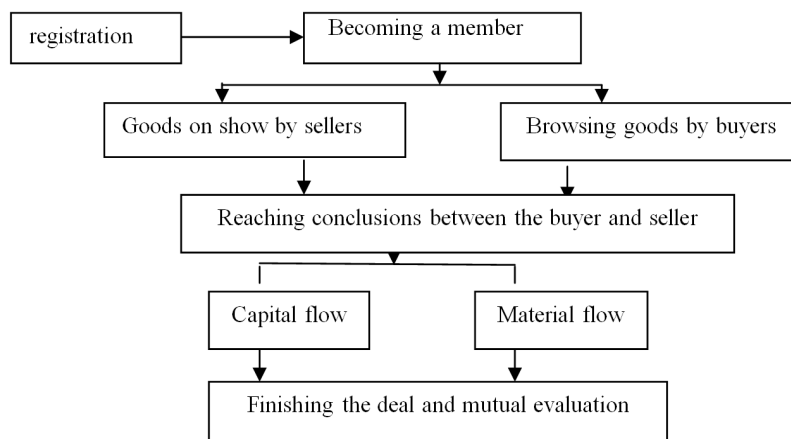 registration
Becoming a member
Goods on show by sellers
Browsing goods by buyers
Reaching conclusions between the buyer and seller
Capital flow
Material flow
Finishing the deal and mutual evaluation